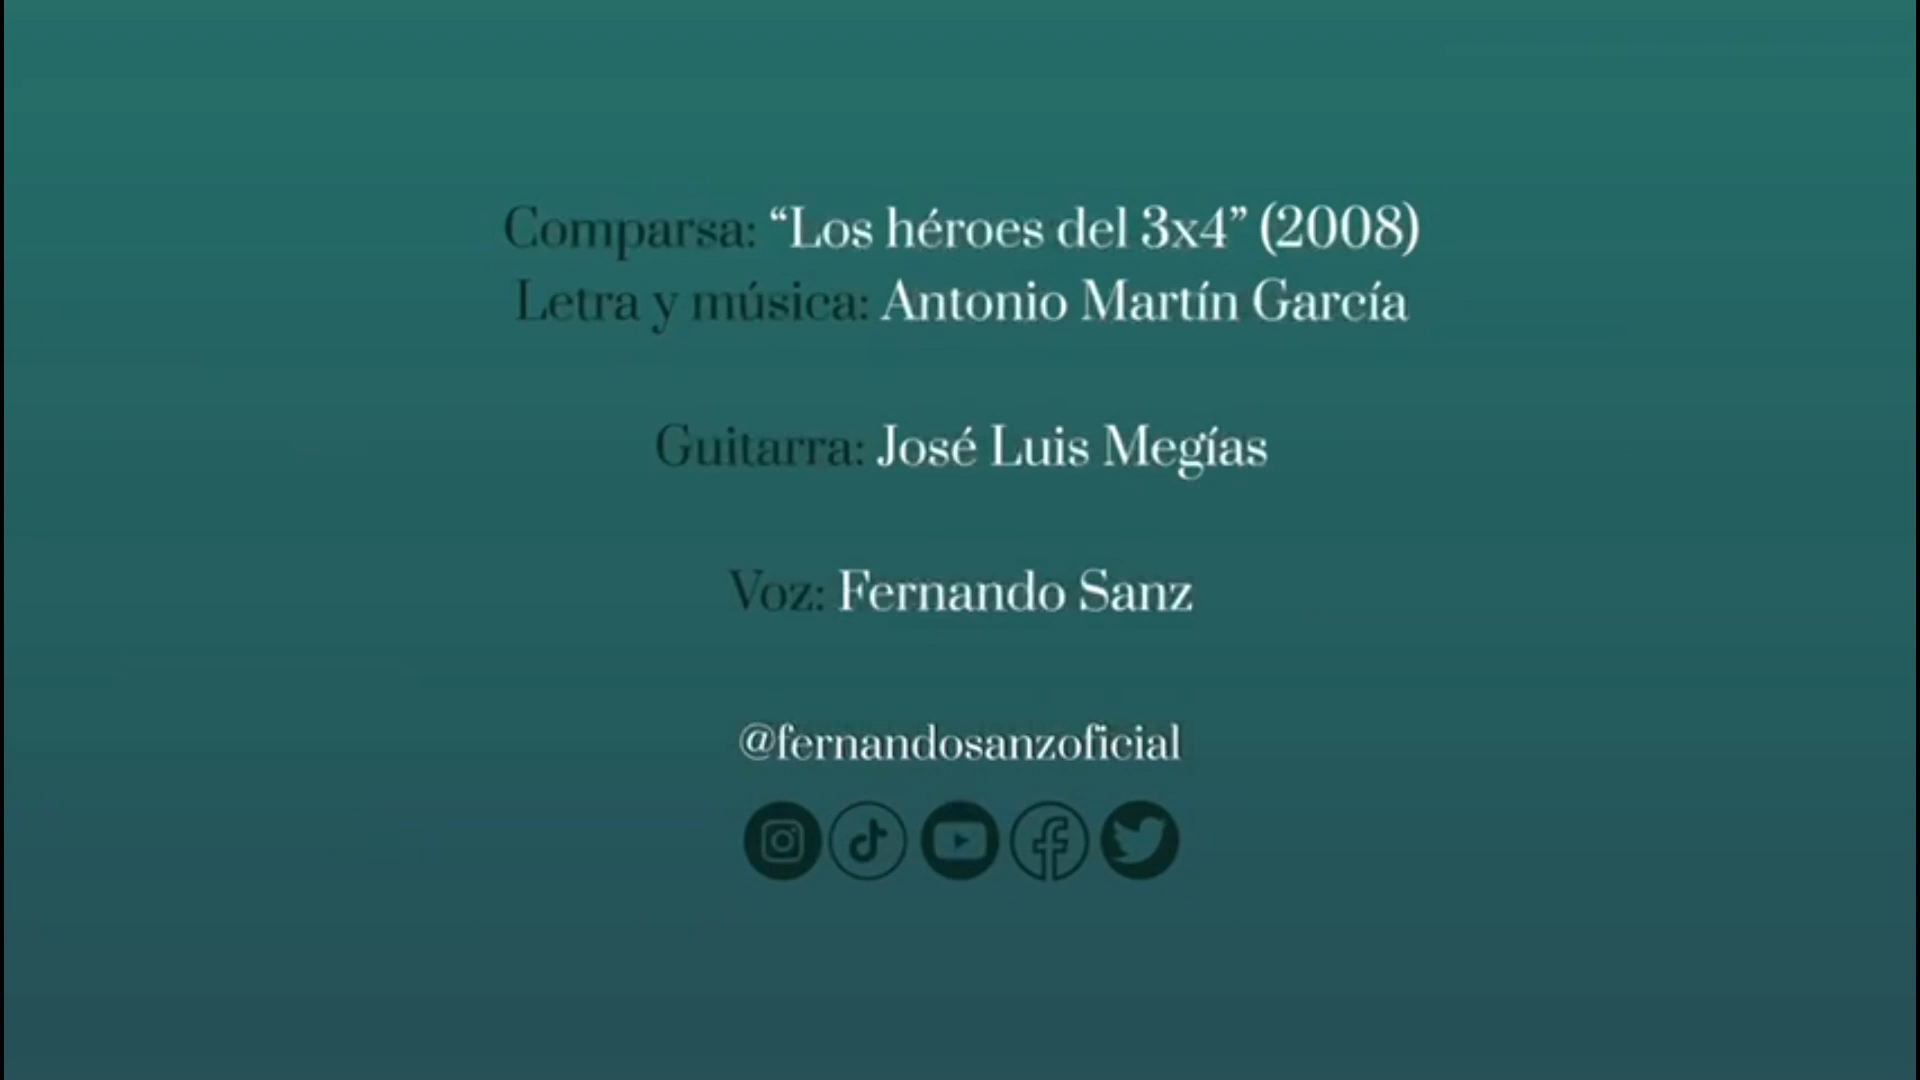 Comparsa: “Los héroes del 3x4” (2008)
Letra y música: Antonio Martín García
Guitarra: José Luis Megías
Voz: Fernando Sanz
@fernandosanzoficial